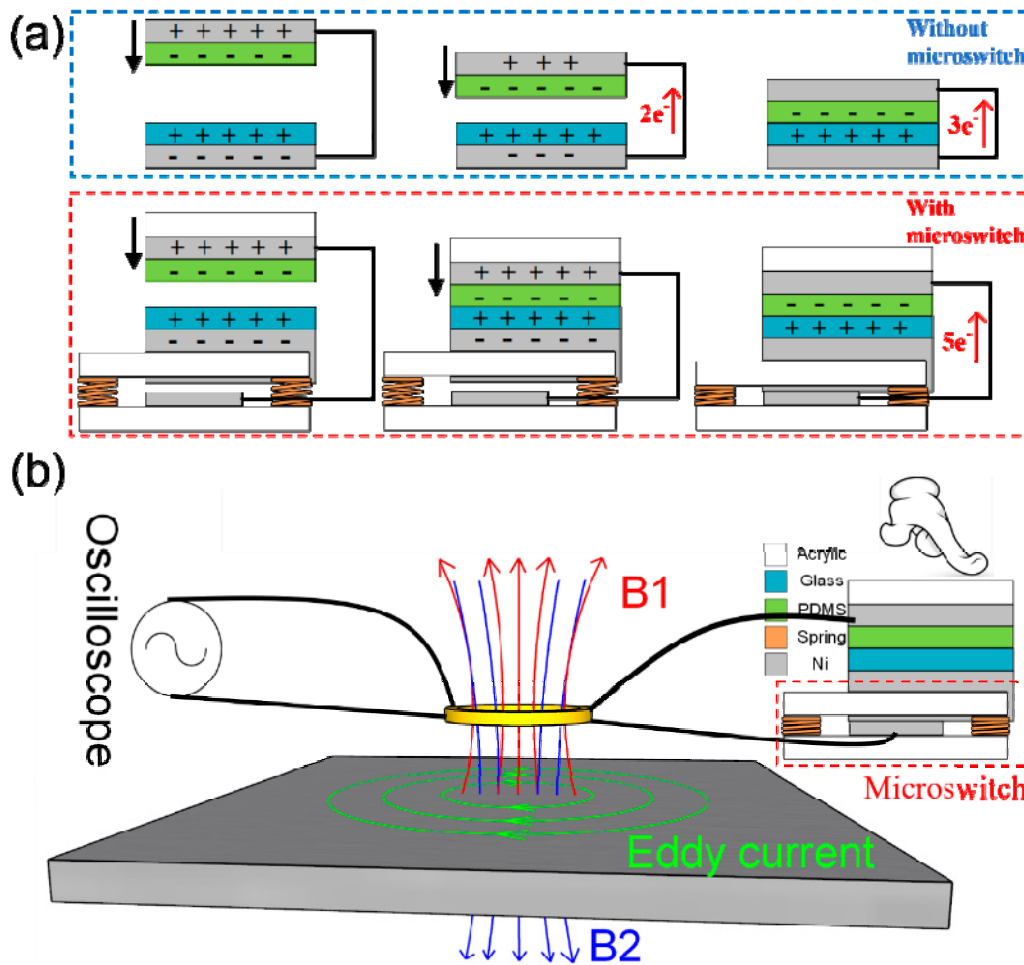 (a)
Without
microswitch
+ + + + +
- - - - -
+ + + + +
- - - - -
+ + +
- - - - -
2e-
+ + + + +
- - -
- - - - -
+ + + + +
3e-
With
microswitch
+ + + + +
- - - - -
+ + + + +
- - - - -
+ + + + +
- - - - -
+ + + + +
- - - - -
- - - - -
+ + + + +
5e-
(b)
Oscilloscope
B1
Acrylic
Glass
PDMS
Spring
Ni
Microswitch
Eddy current
B2